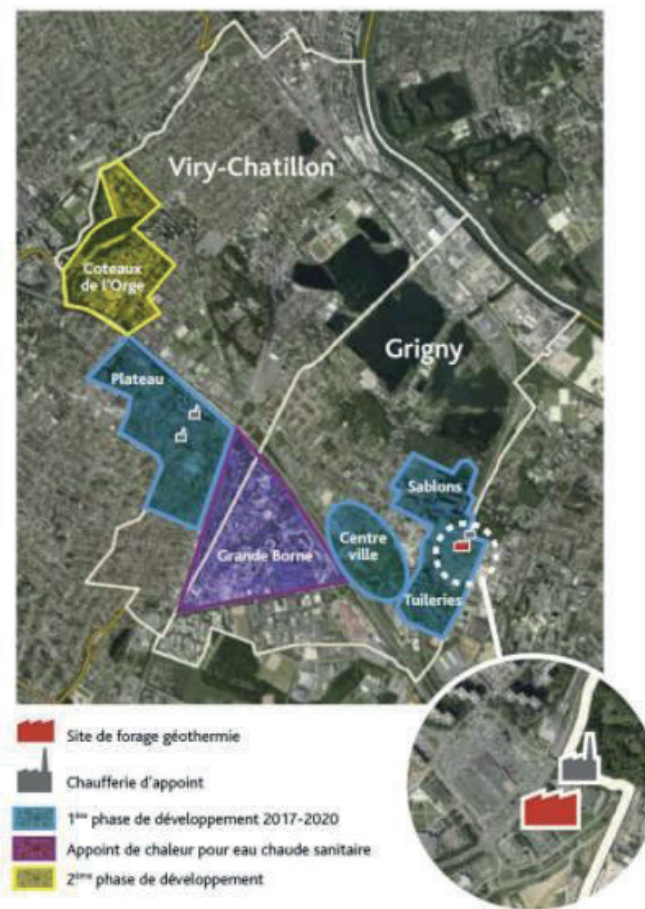 Viry-Chatillon
Coteaux
de l'Orge
Grigny
Plateau
Sablons
Centre
ville
Grande Borne
Tuileries
Site de forage géothermie
Chaufferie d'appoint
1ère phase de développement 2017-2020
Appoint de chaleur pour eau chaude sanitaire
2ème phase de développement